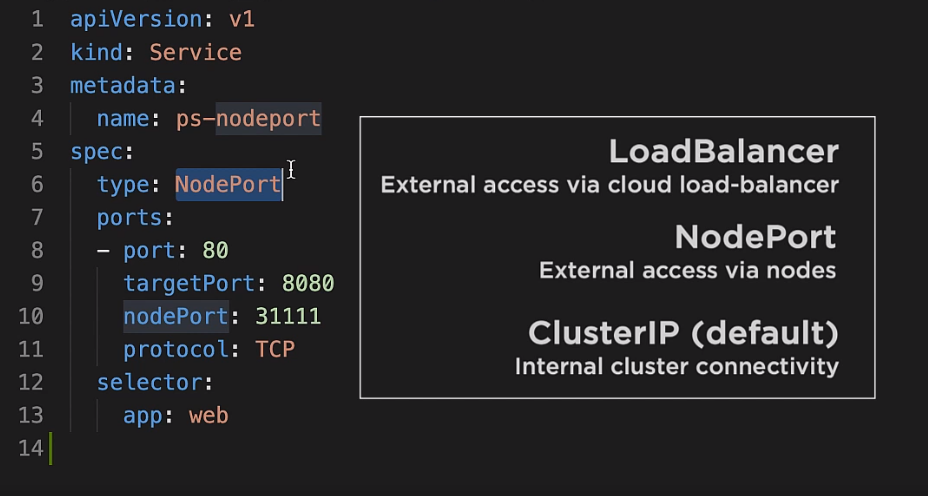 1 apiVersion: v1
2 kind: Service
3 metadata:
4   name: ps-nodeport
5 spec:
6   type: NodePort
7   ports:
8   - port: 80
9     targetPort: 8080
10     nodePort: 31111
11     protocol: TCP
12   selector:
13     app: web
14
LoadBalancer
External access via cloud load-balancer
NodePort
External access via nodes
ClusterIP (default)
Internal cluster connectivity